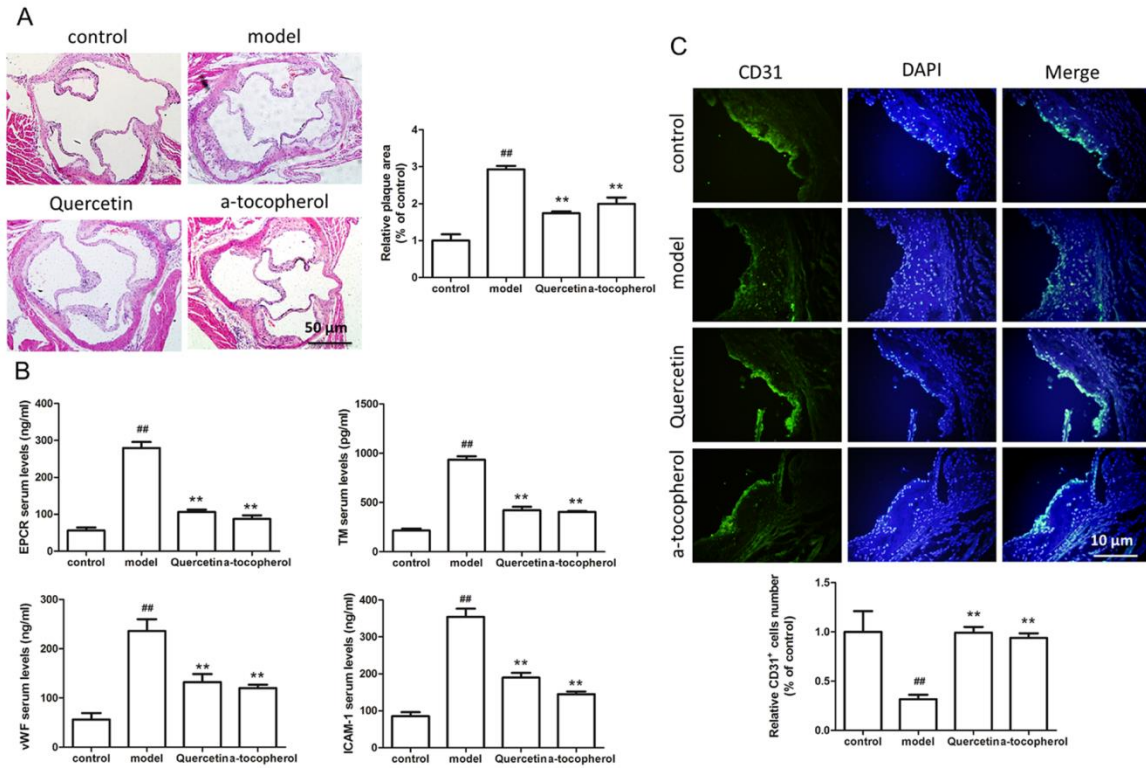 A
control
model
Quercetin
a-tocopherol
50 μm
Relative plaque area
(% of control)
4
3
2
1
0
##
**
**
control
model
Quercetin
a-tocopherol
B
EPCR serum levels (ng/ml)
400
300
200
100
0
##
**
**
control
model
Quercetin
a-tocopherol
TM serum levels (pg/ml)
1500
1000
500
0
##
**
**
control
model
Quercetin
a-tocopherol
vWF serum levels (ng/ml)
300
200
100
0
##
**
**
control
model
Quercetin
a-tocopherol
ICAM-1 serum levels (ng/ml)
400
300
200
100
0
##
**
**
control
model
Quercetin
a-tocopherol
C
CD31
DAPI
Merge
control
model
Quercetin
a-tocopherol
10 μm
Relative CD31⁺ cells number
(% of control)
1.5
1.0
0.5
0.0
##
**
**
control
model
Quercetin
a-tocopherol